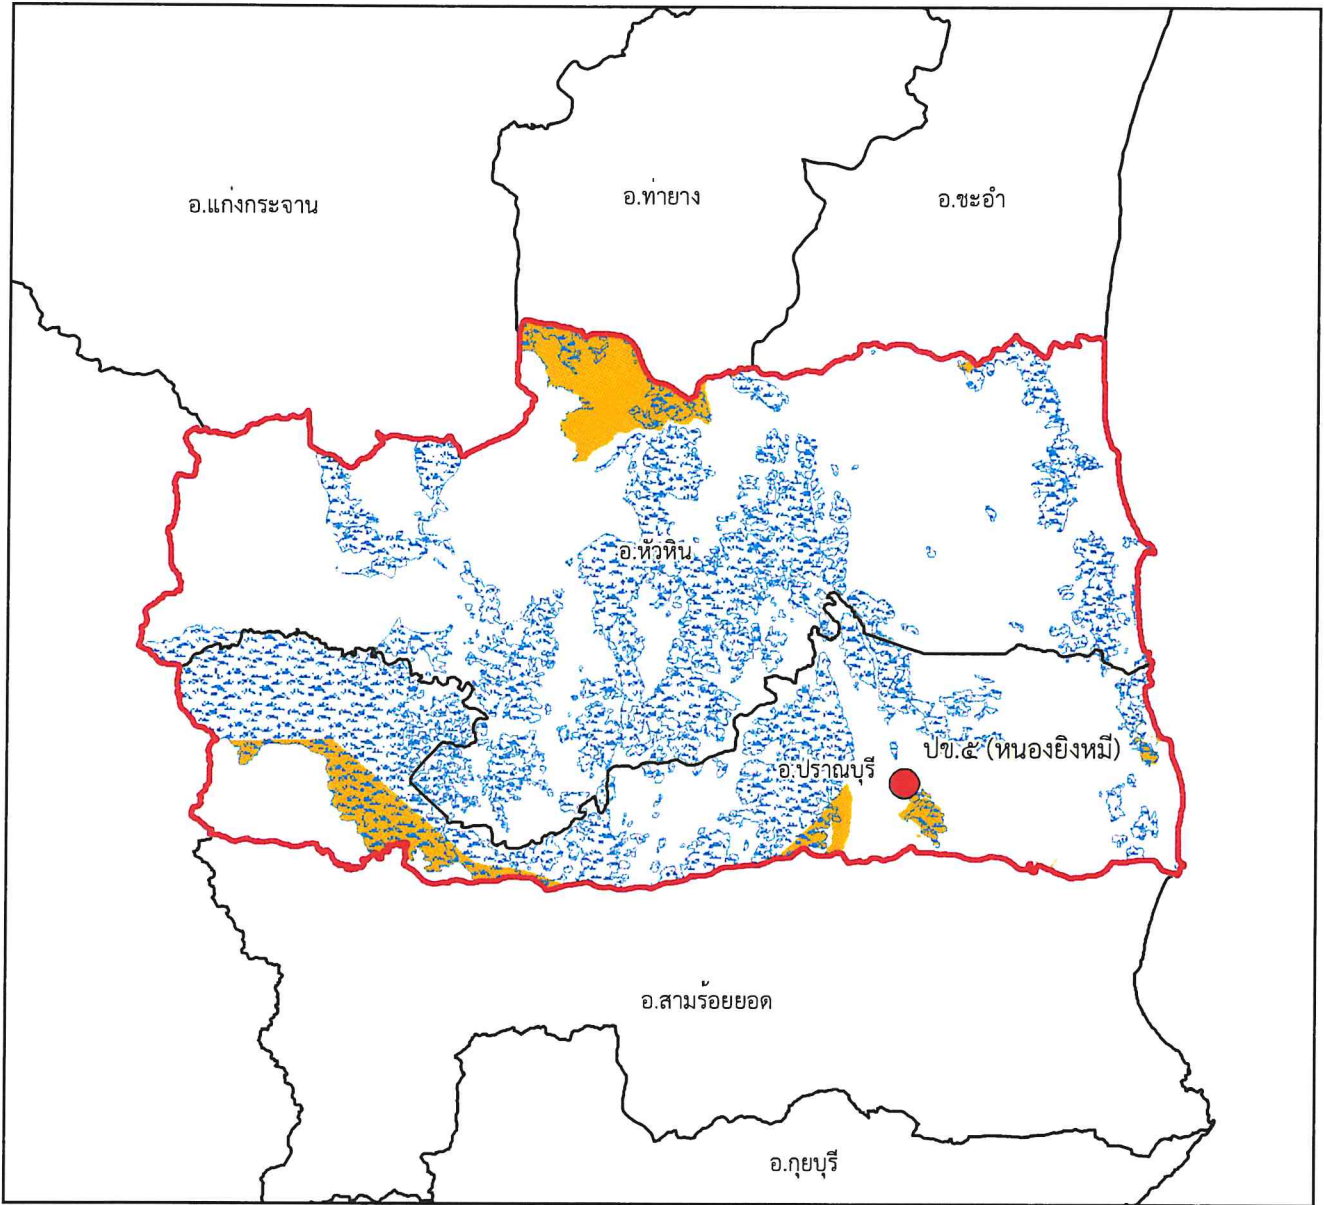 อ.แก่งกระจาน
อ.ท่ายาง
อ.ชะอำ
อ.หัวหิน
ปข.๕ (หนองยิงหมี)
อ.ปราณบุรี
อ.สามร้อยยอด
อ.กุยบุรี